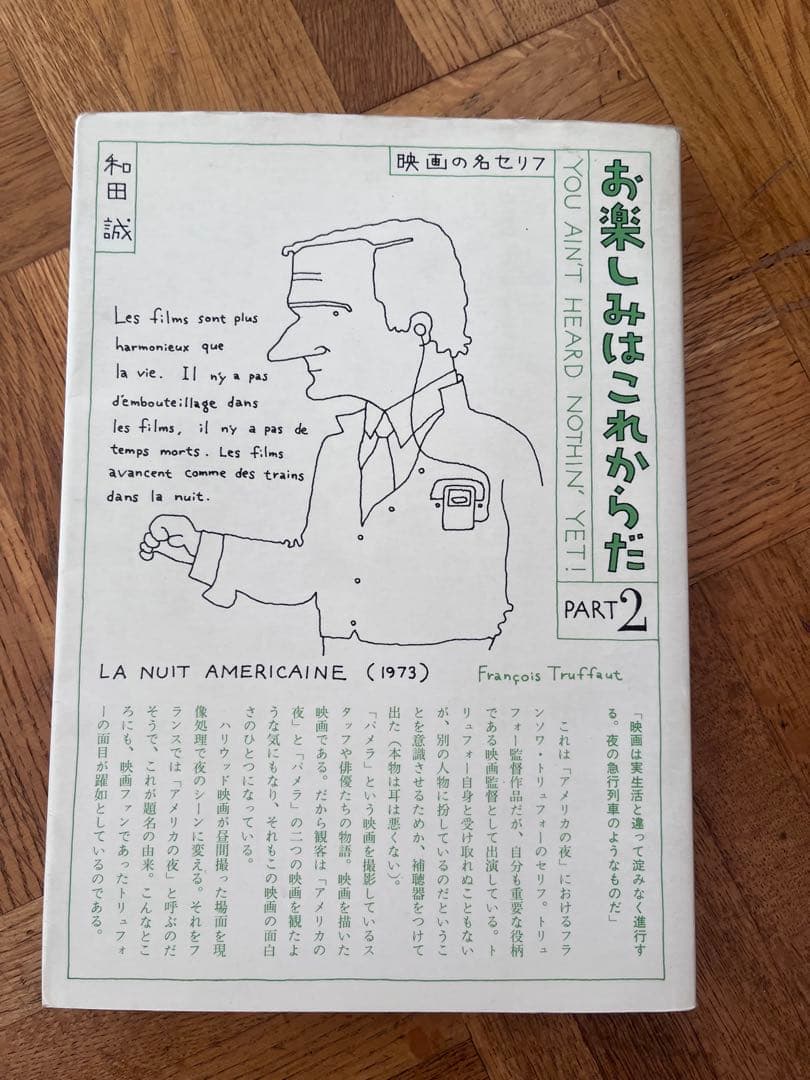 お楽しみはこれからだ
YOU AIN'T HEARD NOTHIN' YET!
PART2
映画の名セリフ
和田誠
Les films sont plus
harmonieux que
la vie. Il n'y a pas
d'embouteillage dans
les films, il n'y a pas de
temps morts. Les films
avancent comme des trains
dans la nuit.
LA NUIT AMERICAINE (1973)
François Truffaut
「映画は実生活と違って淀みなく進行す
る。夜の急行列車のようなものだ」
これは「アメリカの夜」におけるフラ
ンソワ・トリュフォーのセリフ。トリュ
フォー監督作品だが、自分も重要な役柄
である映画監督として出演している。ト
リュフォー自身と受け取れぬこともない
が、別の人物に扮しているのだというこ
とを意識させるためか、補聴器をつけて
出た（本物は耳は悪くない）。
「パメラ」という映画を撮影しているス
タッフや俳優たちの物語。映画を描いた
映画である。だから観客は「アメリカの
夜」と「パメラ」の二つの映画を観たよ
うな気にもなり、それもこの映画の面白
さのひとつになっている。
ハリウッド映画が昼間撮った場面を現
像処理で夜のシーンに変える。それをフ
ランスでは「アメリカの夜」と呼ぶのだ
そうで、これが題名の由来。こんなとこ
ろにも、映画ファンであったトリュフォ
ーの面目が躍如としているのである。